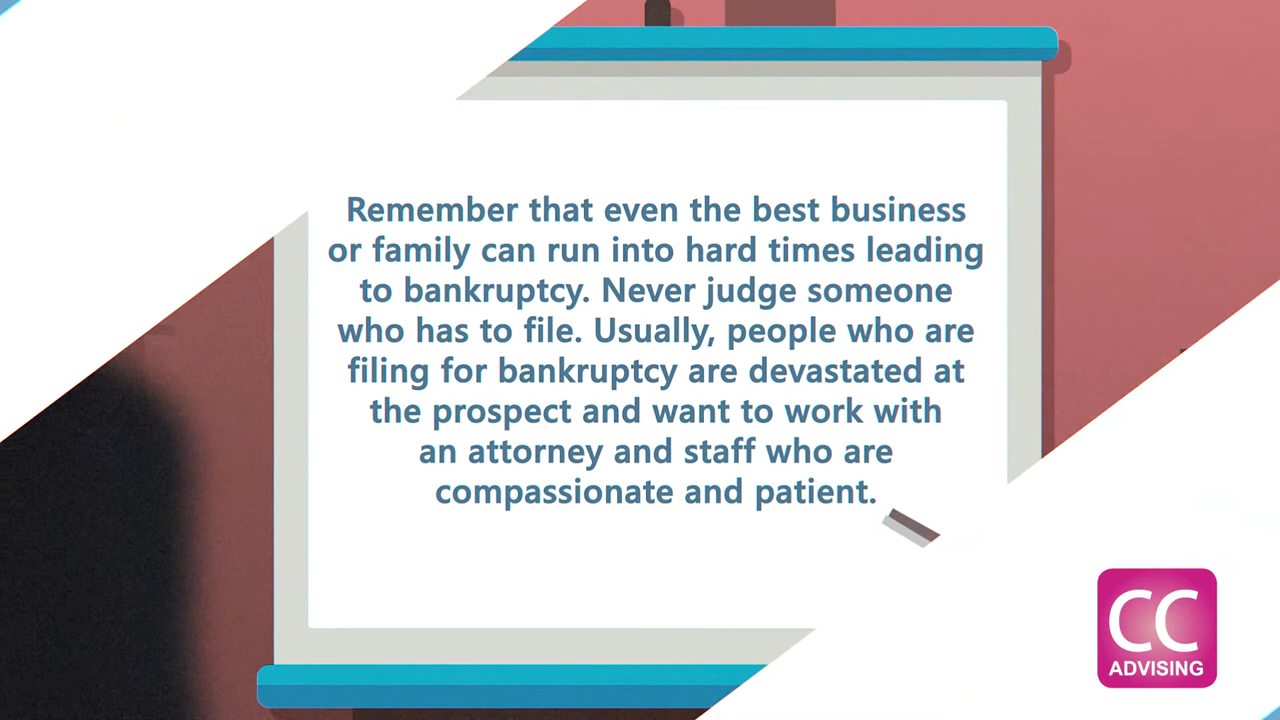 Remember that even the best business
or family can run into hard times leading
to bankruptcy. Never judge someone
who has to file. Usually, people who are
filing for bankruptcy are devastated at
the prospect and want to work with
an attorney and staff who are
compassionate and patient.
CC
ADVISING